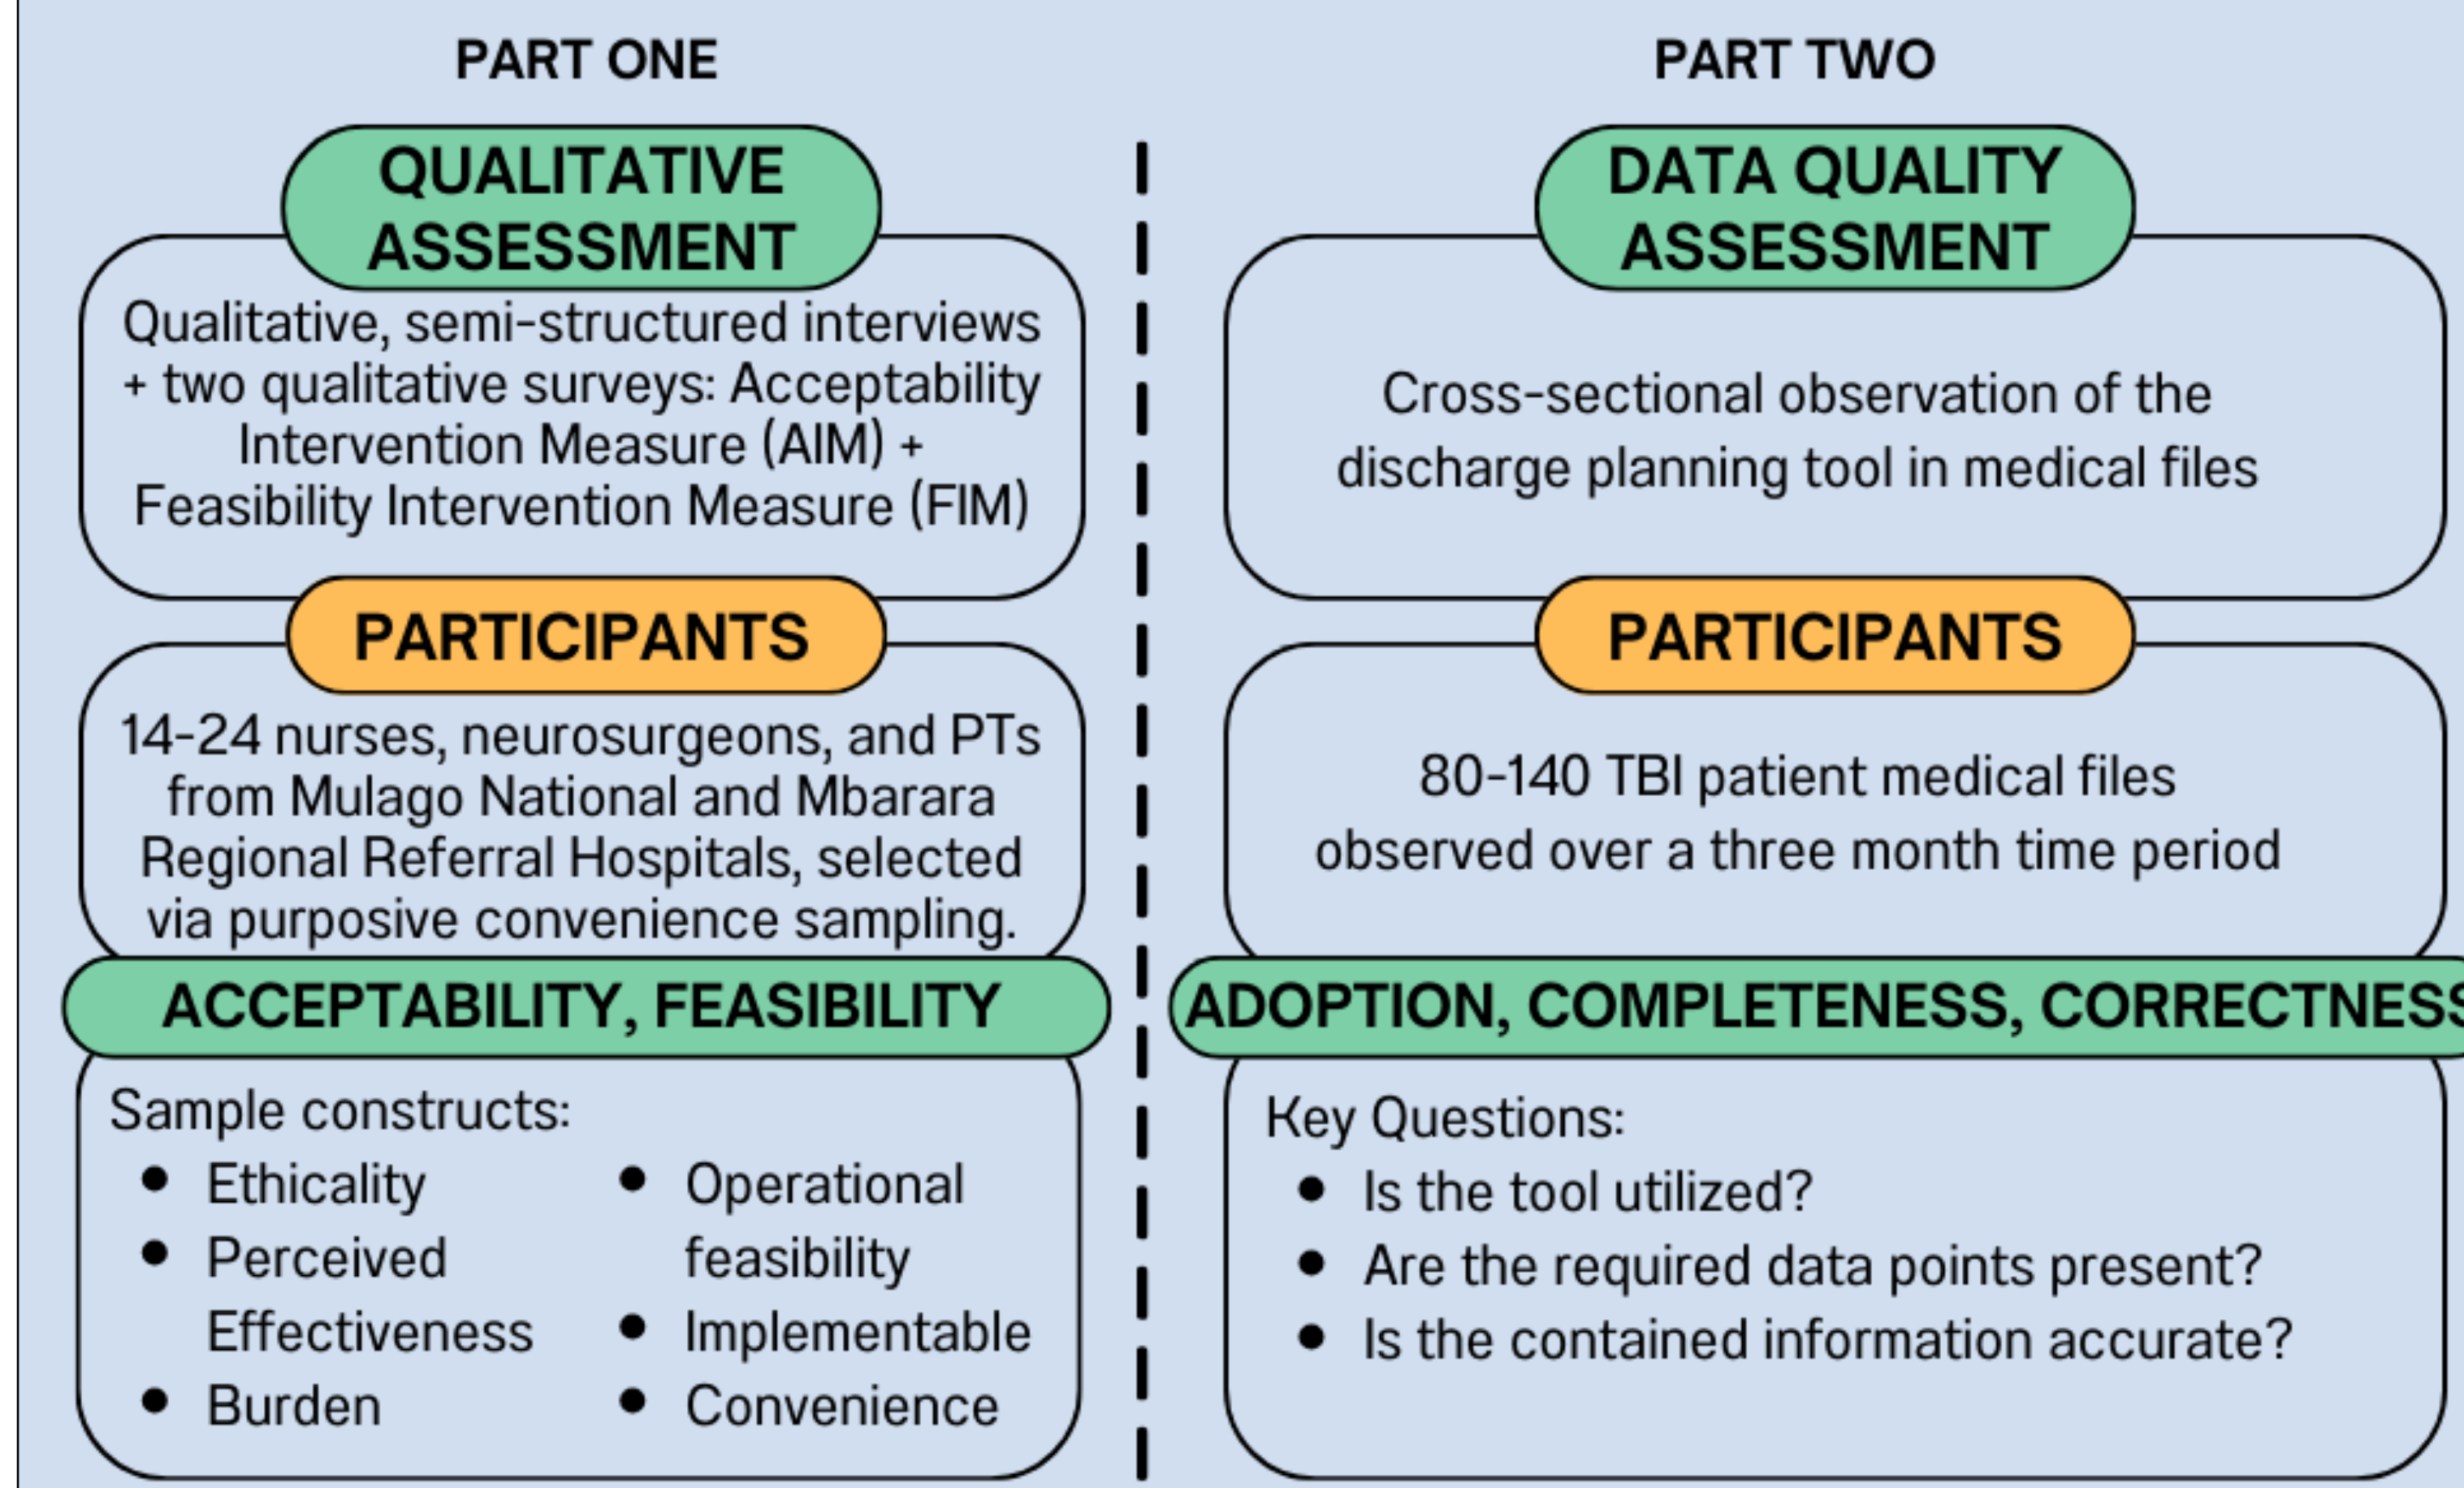 PART ONE
QUALITATIVE
ASSESSMENT
Qualitative, semi-structured interviews
+ two qualitative surveys: Acceptability
Intervention Measure (AIM) +
Feasibility Intervention Measure (FIM)
PARTICIPANTS
14-24 nurses, neurosurgeons, and PTs
from Mulago National and Mbarara
Regional Referral Hospitals, selected
via purposive convenience sampling.
ACCEPTABILITY, FEASIBILITY
Sample constructs:
• Ethicality
• Perceived
Effectiveness
• Burden
• Operational
feasibility
• Implementable
• Convenience
PART TWO
DATA QUALITY
ASSESSMENT
Cross-sectional observation of the
discharge planning tool in medical files
PARTICIPANTS
80-140 TBI patient medical files
observed over a three month time period
ADOPTION, COMPLETENESS, CORRECTNESS
Key Questions:
• Is the tool utilized?
• Are the required data points present?
• Is the contained information accurate?